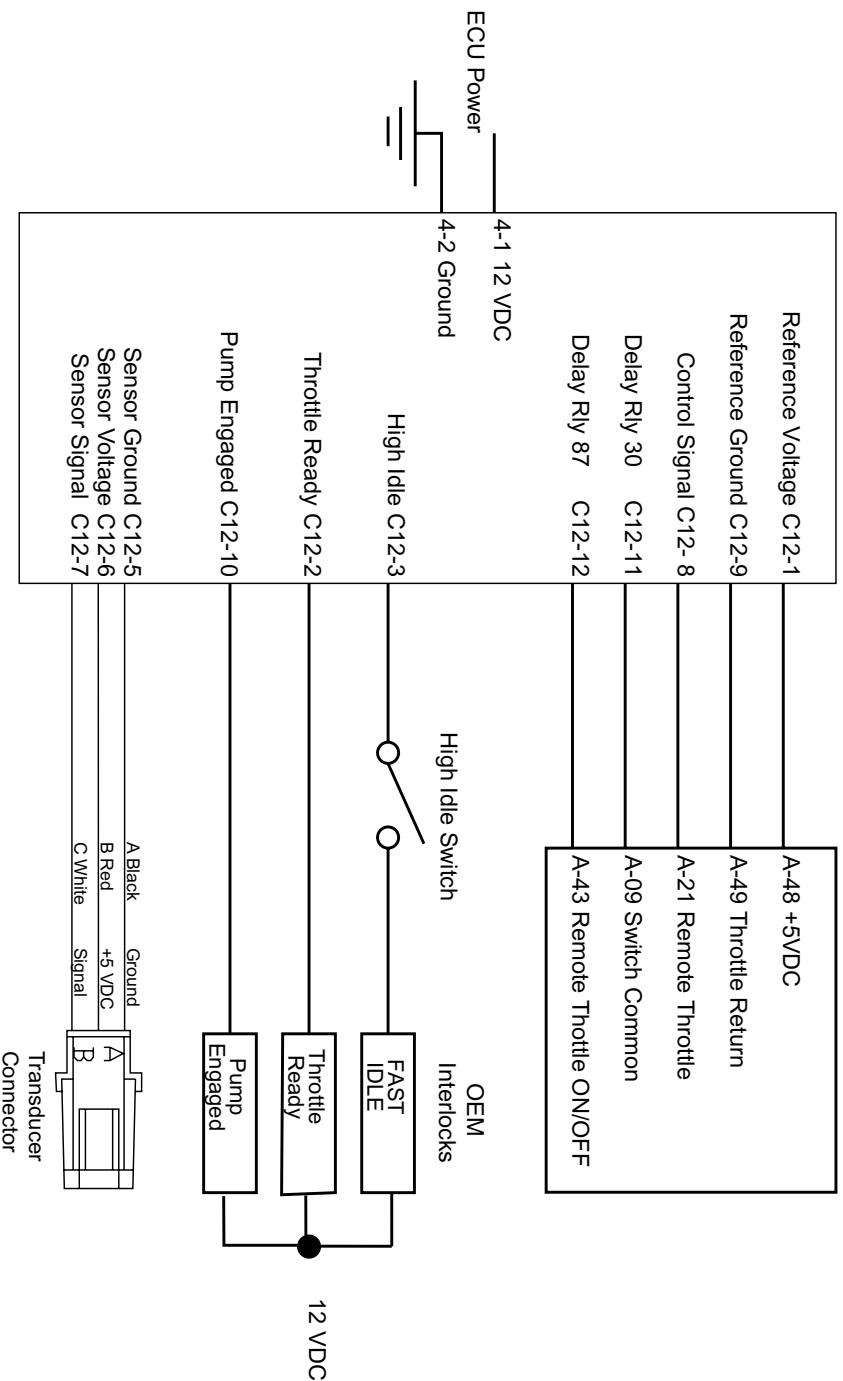 ECU Power
4-1 12 VDC
4-2 Ground
Reference Voltage C12-1
Reference Ground C12-9
Control Signal C12- 8
Delay Rly 30 C12-11
Delay Rly 87 C12-12
High Idle C12-3
Throttle Ready C12-2
Pump Engaged C12-10
Sensor Ground C12-5
Sensor Voltage C12-6
Sensor Signal C12-7
A-48 +5VDC
A-49 Throttle Return
A-21 Remote Throttle
A-09 Switch Common
A-43 Remote Thottle ON/OFF
High Idle Switch
OEM
Interlocks
FAST
IDLE
Throttle
Ready
Pump
Engaged
12 VDC
A Black Ground
B Red +5 VDC
C White Signal
A
B
Transducer
Connector